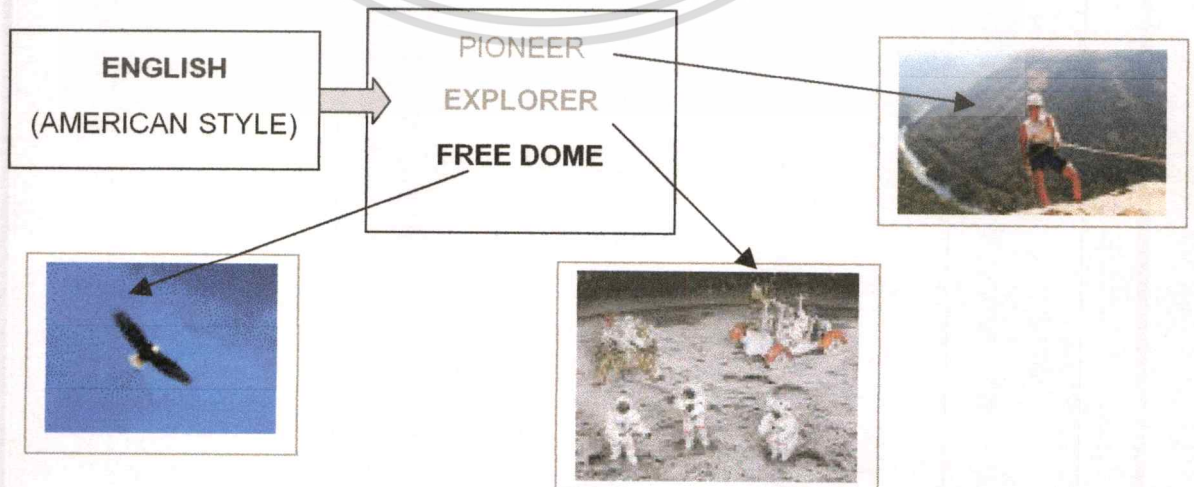 ENGLISH
(AMERICAN STYLE)
PIONEER
EXPLORER
FREE DOME